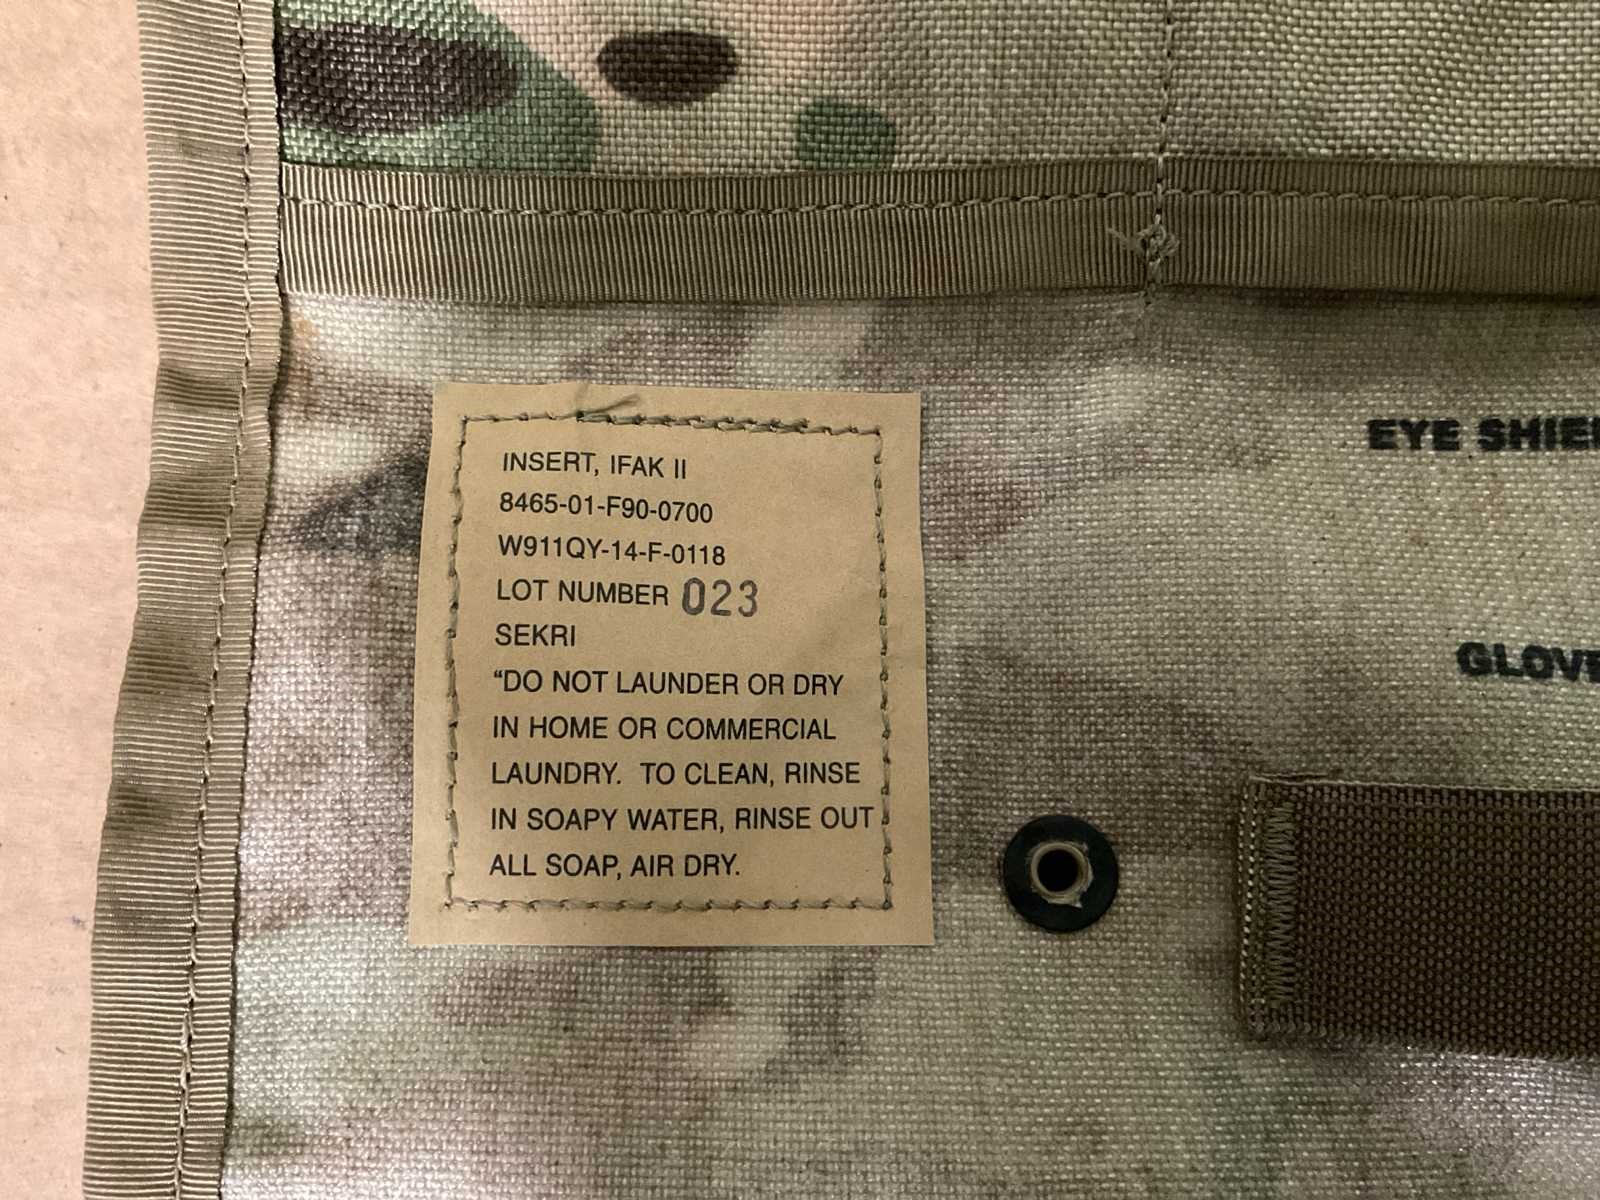 INSERT, IFAK II
8465-01-F90-0700
W911QY-14-F-0118
LOT NUMBER 023
SEKRI
“DO NOT LAUNDER OR DRY
IN HOME OR COMMERCIAL
LAUNDRY. TO CLEAN, RINSE
IN SOAPY WATER, RINSE OUT
ALL SOAP, AIR DRY.
EYE